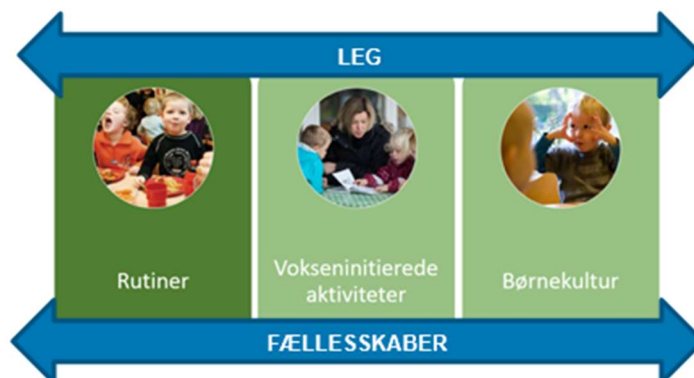 LEG
Rutiner
Vokseninitierede
aktiviteter
Børnekultur
FÆLLESSKABER